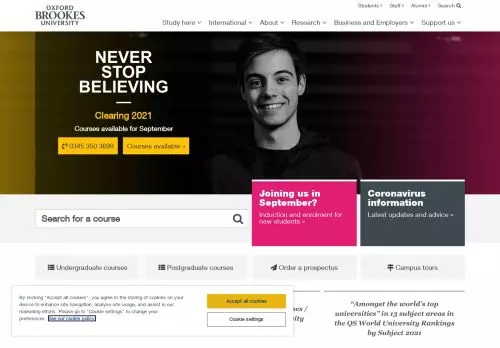 OXFORD
BROOKES
UNIVERSITY
Students
Staff
Alumni
Search
Study here
International
About
Research
Business and Employers
Support us
NEVER
STOP
BELIEVING
Clearing 2021
Courses available for September
0345 350 3699
Courses available »
Joining us in
September?
Induction and enrolment for
new students »
Coronavirus
information
Latest updates and advice »
Search for a course
Undergraduate courses
Postgraduate courses
Order a prospectus
Campus tours
By clicking "Accept all cookies", you agree to the storing of cookies on your
device to enhance site navigation, analyse site usage, and assist in our
marketing efforts. Please go to "Cookie settings" to change your
preferences. See our cookie policy.
Accept all cookies
Cookie settings
"Amongst the world's top
universities" in 13 subject areas in
the QS World University Rankings
by Subject 2021